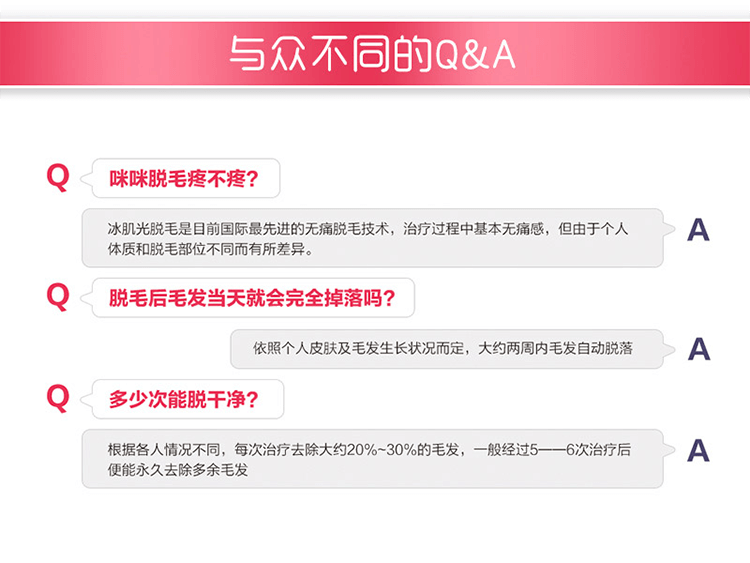 与众不同的Q&A
Q
咪咪脱毛疼不疼?
冰肌光脱毛是目前国际最先进的无痛脱毛技术，治疗过程中基本无痛感，但由于个人
体质和脱毛部位不同而有所差异。
A
Q
脱毛后毛发当天就会完全掉落吗?
依照个人皮肤及毛发生长状况而定，大约两周内毛发自动脱落
A
Q
多少次能脱干净?
根据各人情况不同，每次治疗去除大约20%~30%的毛发，一般经过5——6次治疗后
便能永久去除多余毛发
A